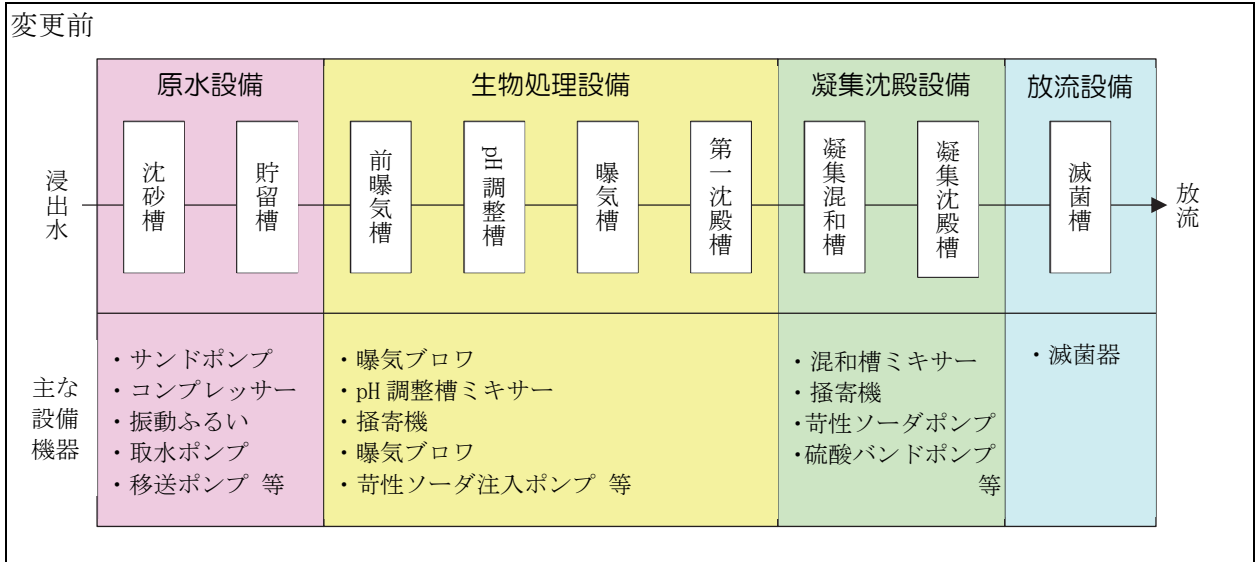 変更前
原水設備
生物処理設備
凝集沈殿設備
放流設備
浸出水
沈砂槽
貯留槽
前曝気槽
pH調整槽
曝気槽
第一沈殿槽
凝集混和槽
凝集沈殿槽
滅菌槽
放流
主な
設備
機器
・サンドポンプ
・コンプレッサー
・振動ふるい
・取水ポンプ
・移送ポンプ 等
・曝気ブロワ
・pH調整槽ミキサー
・掻寄機
・曝気ブロワ
・苛性ソーダ注入ポンプ 等
・混和槽ミキサー
・掻寄機
・苛性ソーダポンプ
・硫酸バンドポンプ
等
・滅菌器